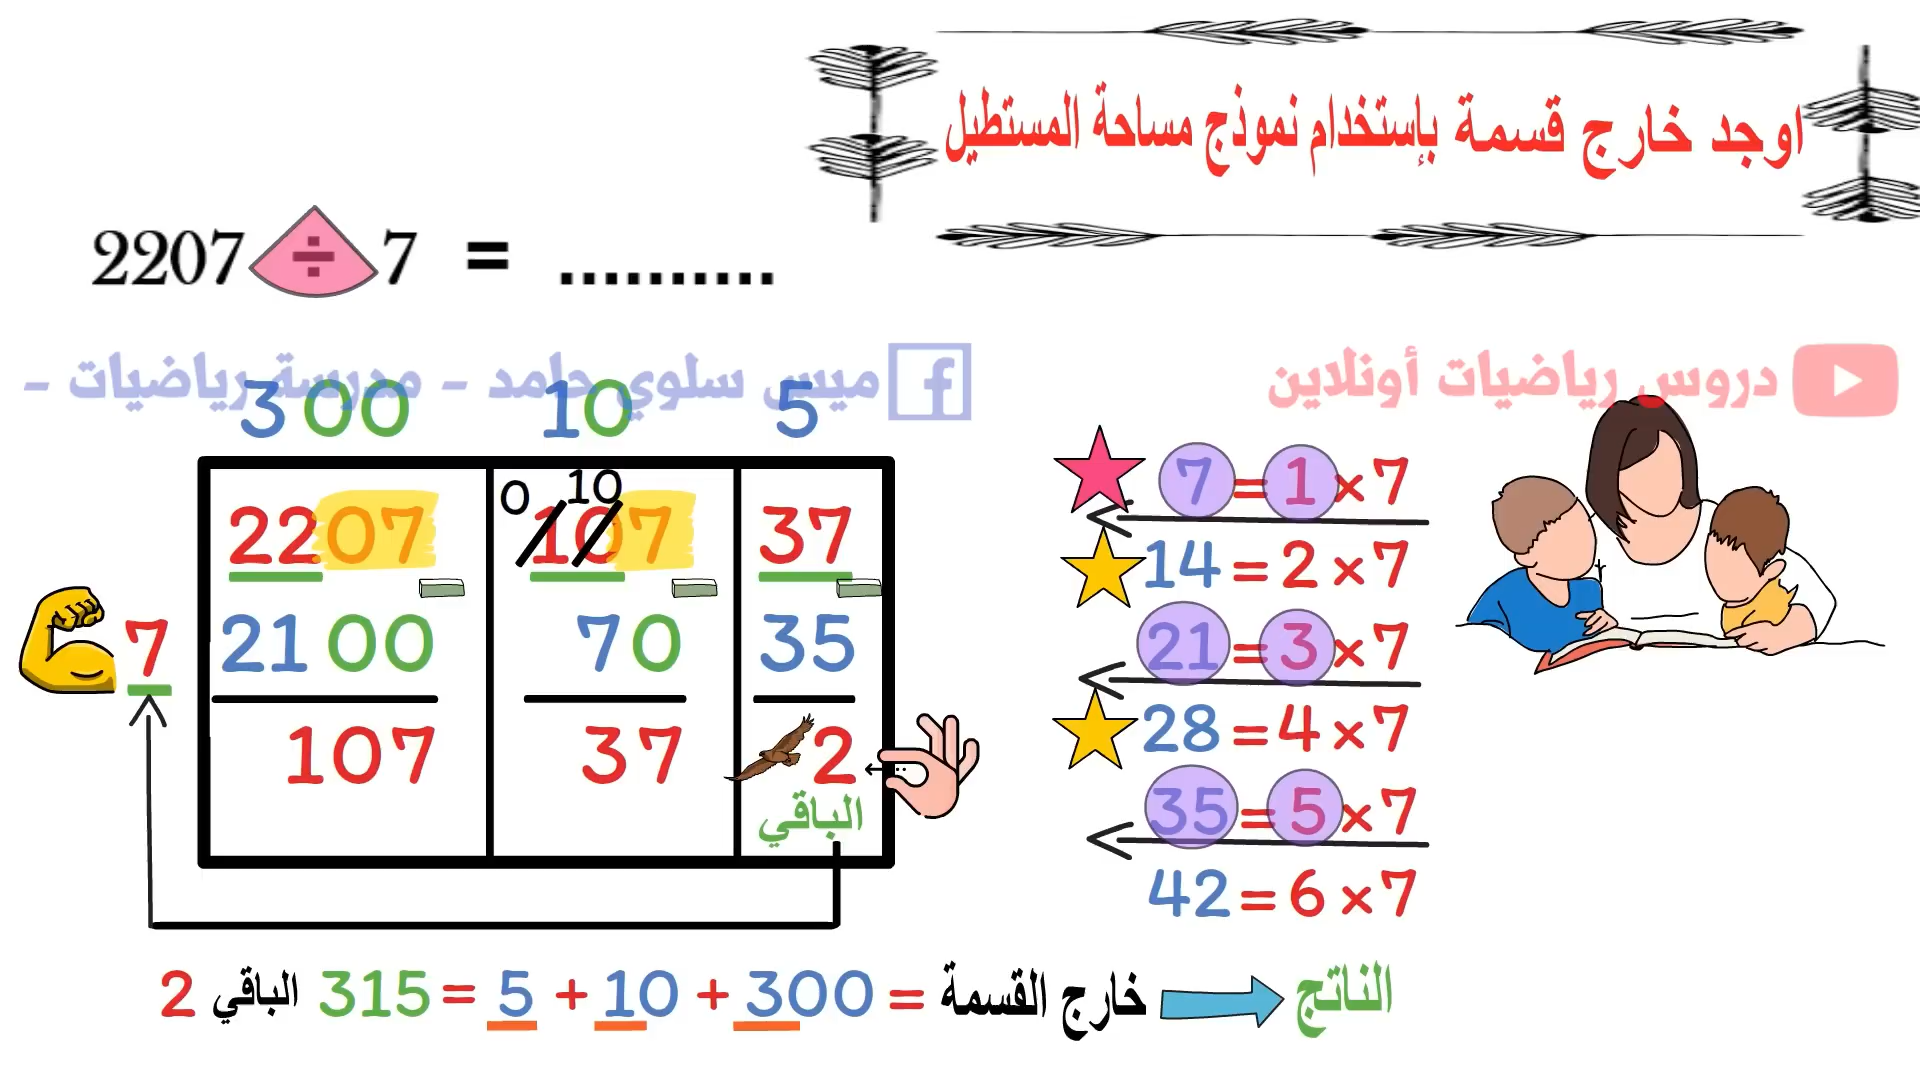 اوجد خارج قسمة بإستخدام نموذج مساحة المستطيل
2207 ÷ 7 = ..........
ميس سلوي حامد - مدرسة رياضيات -
دروس رياضيات أونلاين
300 10 5
0 10
2207 107 37
7
2100 70 35
107 37 2
الباقي
7 = 1 × 7
14 = 2 × 7
21 = 3 × 7
28 = 4 × 7
35 = 5 × 7
42 = 6 × 7
2 الباقي 315 = 5 + 10 + 300 = خارج القسمة الناتج